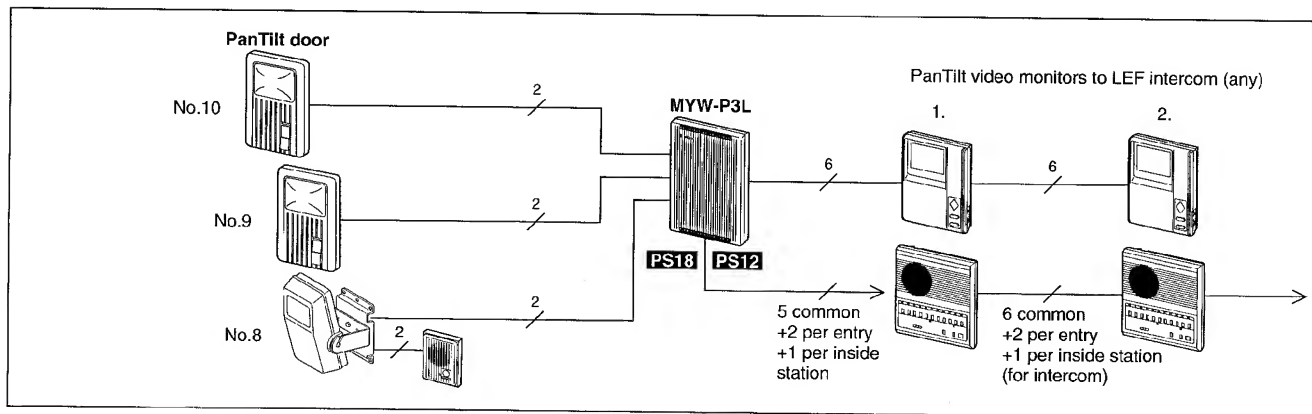 PanTilt door
No.10
2
No.9
2
No.8
2
2
MYW-P3L
PS18 PS12
PanTilt video monitors to LEF intercom (any)
1.
2.
6
6
5 common
+2 per entry
+1 per inside
station
6 common
+2 per entry
+1 per inside station
(for intercom)